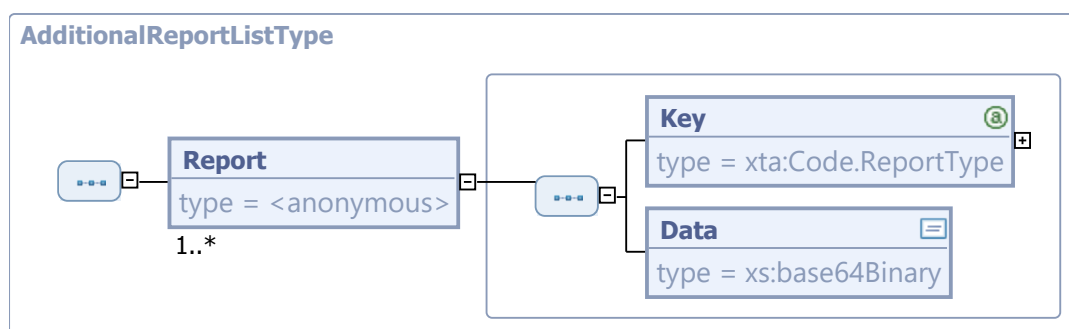 AdditionalReportListType
Report
type = <anonymous>
1..*
Key
type = xta:Code.ReportType
Data
type = xs:base64Binary